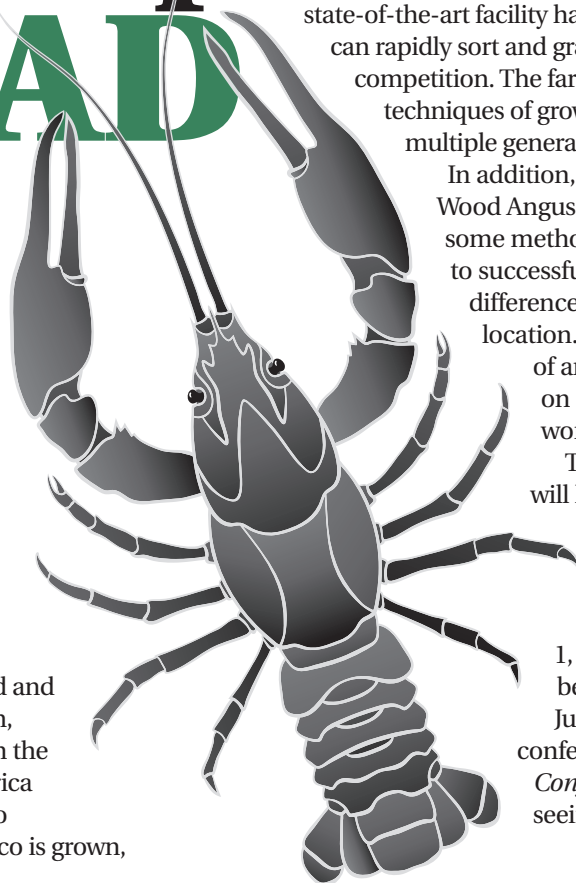 AD
state-of-the-art facility ha
can rapidly sort and gra
competition. The far
techniques of grow
multiple genera
In addition,
Wood Angus
some metho
to successfu
difference
location.
of a
on
wo
T
will
1,
be
Ju
confe
Con
seei
d and
n,
n the
rica
o
co is grown,